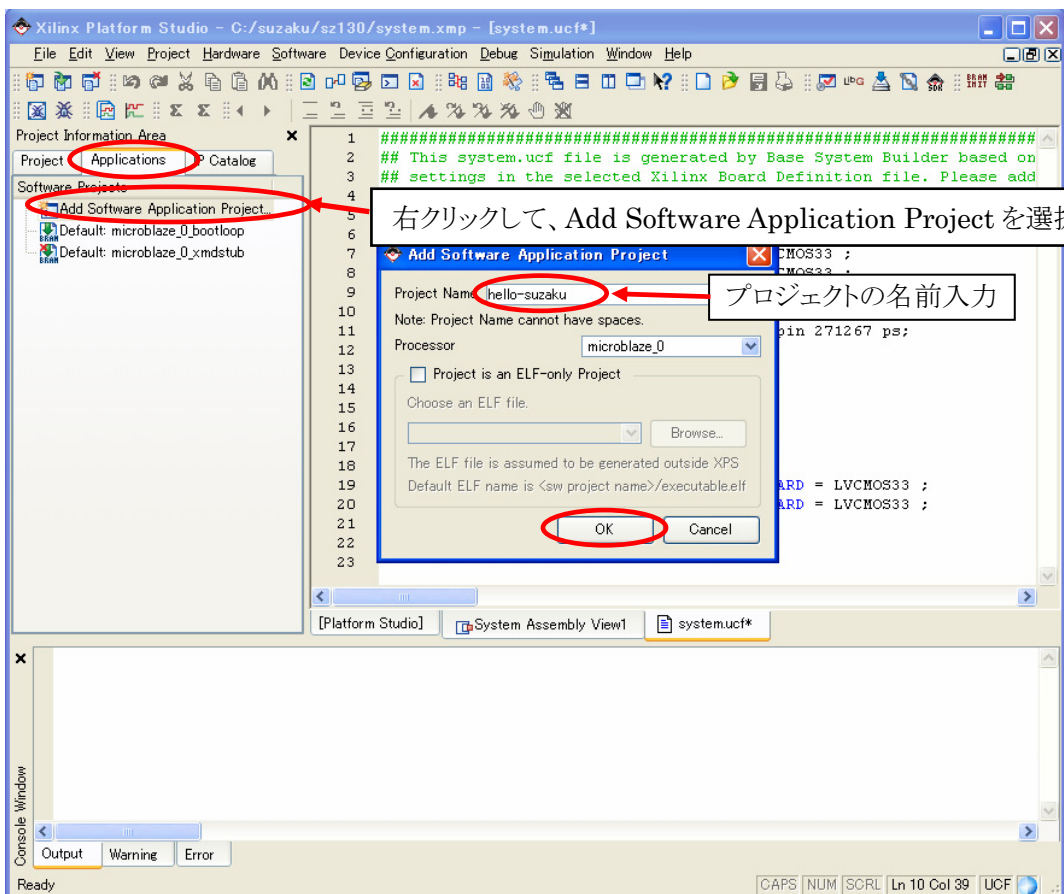 Xilinx Platform Studio - C:/suzaku/sz130/system.xmp - [system.ucf*]
File Edit View Project Hardware Software Device Configuration Debug Simulation Window Help
Project Information Area
Project Applications IP Catalog
Software Projects
Add Software Application Project...
Default: microblaze_0_bootloop
Default: microblaze_0_xmdstub
1 ################################################################
2 ## This system.ucf file is generated by Base System Builder based on
3 ## settings in the selected Xilinx Board Definition file. Please add
4
5
6
7
8
9
10
11
12
13
14
15
16
17
18
19
20
21
22
23
右クリックして、Add Software Application Project を選
CMOS33 ;
CMOS33 ;
pin 271267 ps;
ARD = LVCMOS33 ;
ARD = LVCMOS33 ;
Add Software Application Project
Project Name hello-suzaku
プロジェクトの名前入力
Note: Project Name cannot have spaces.
Processor microblaze_0
Project is an ELF-only Project
Choose an ELF file.
Browse...
The ELF file is assumed to be generated outside XPS
Default ELF name is <sw project name>/executable.elf
OK Cancel
[Platform Studio] System Assembly View1 system.ucf*
Console Window
Output Warning Error
Ready
CAPS NUM SCRL Ln 10 Col 39 UCF